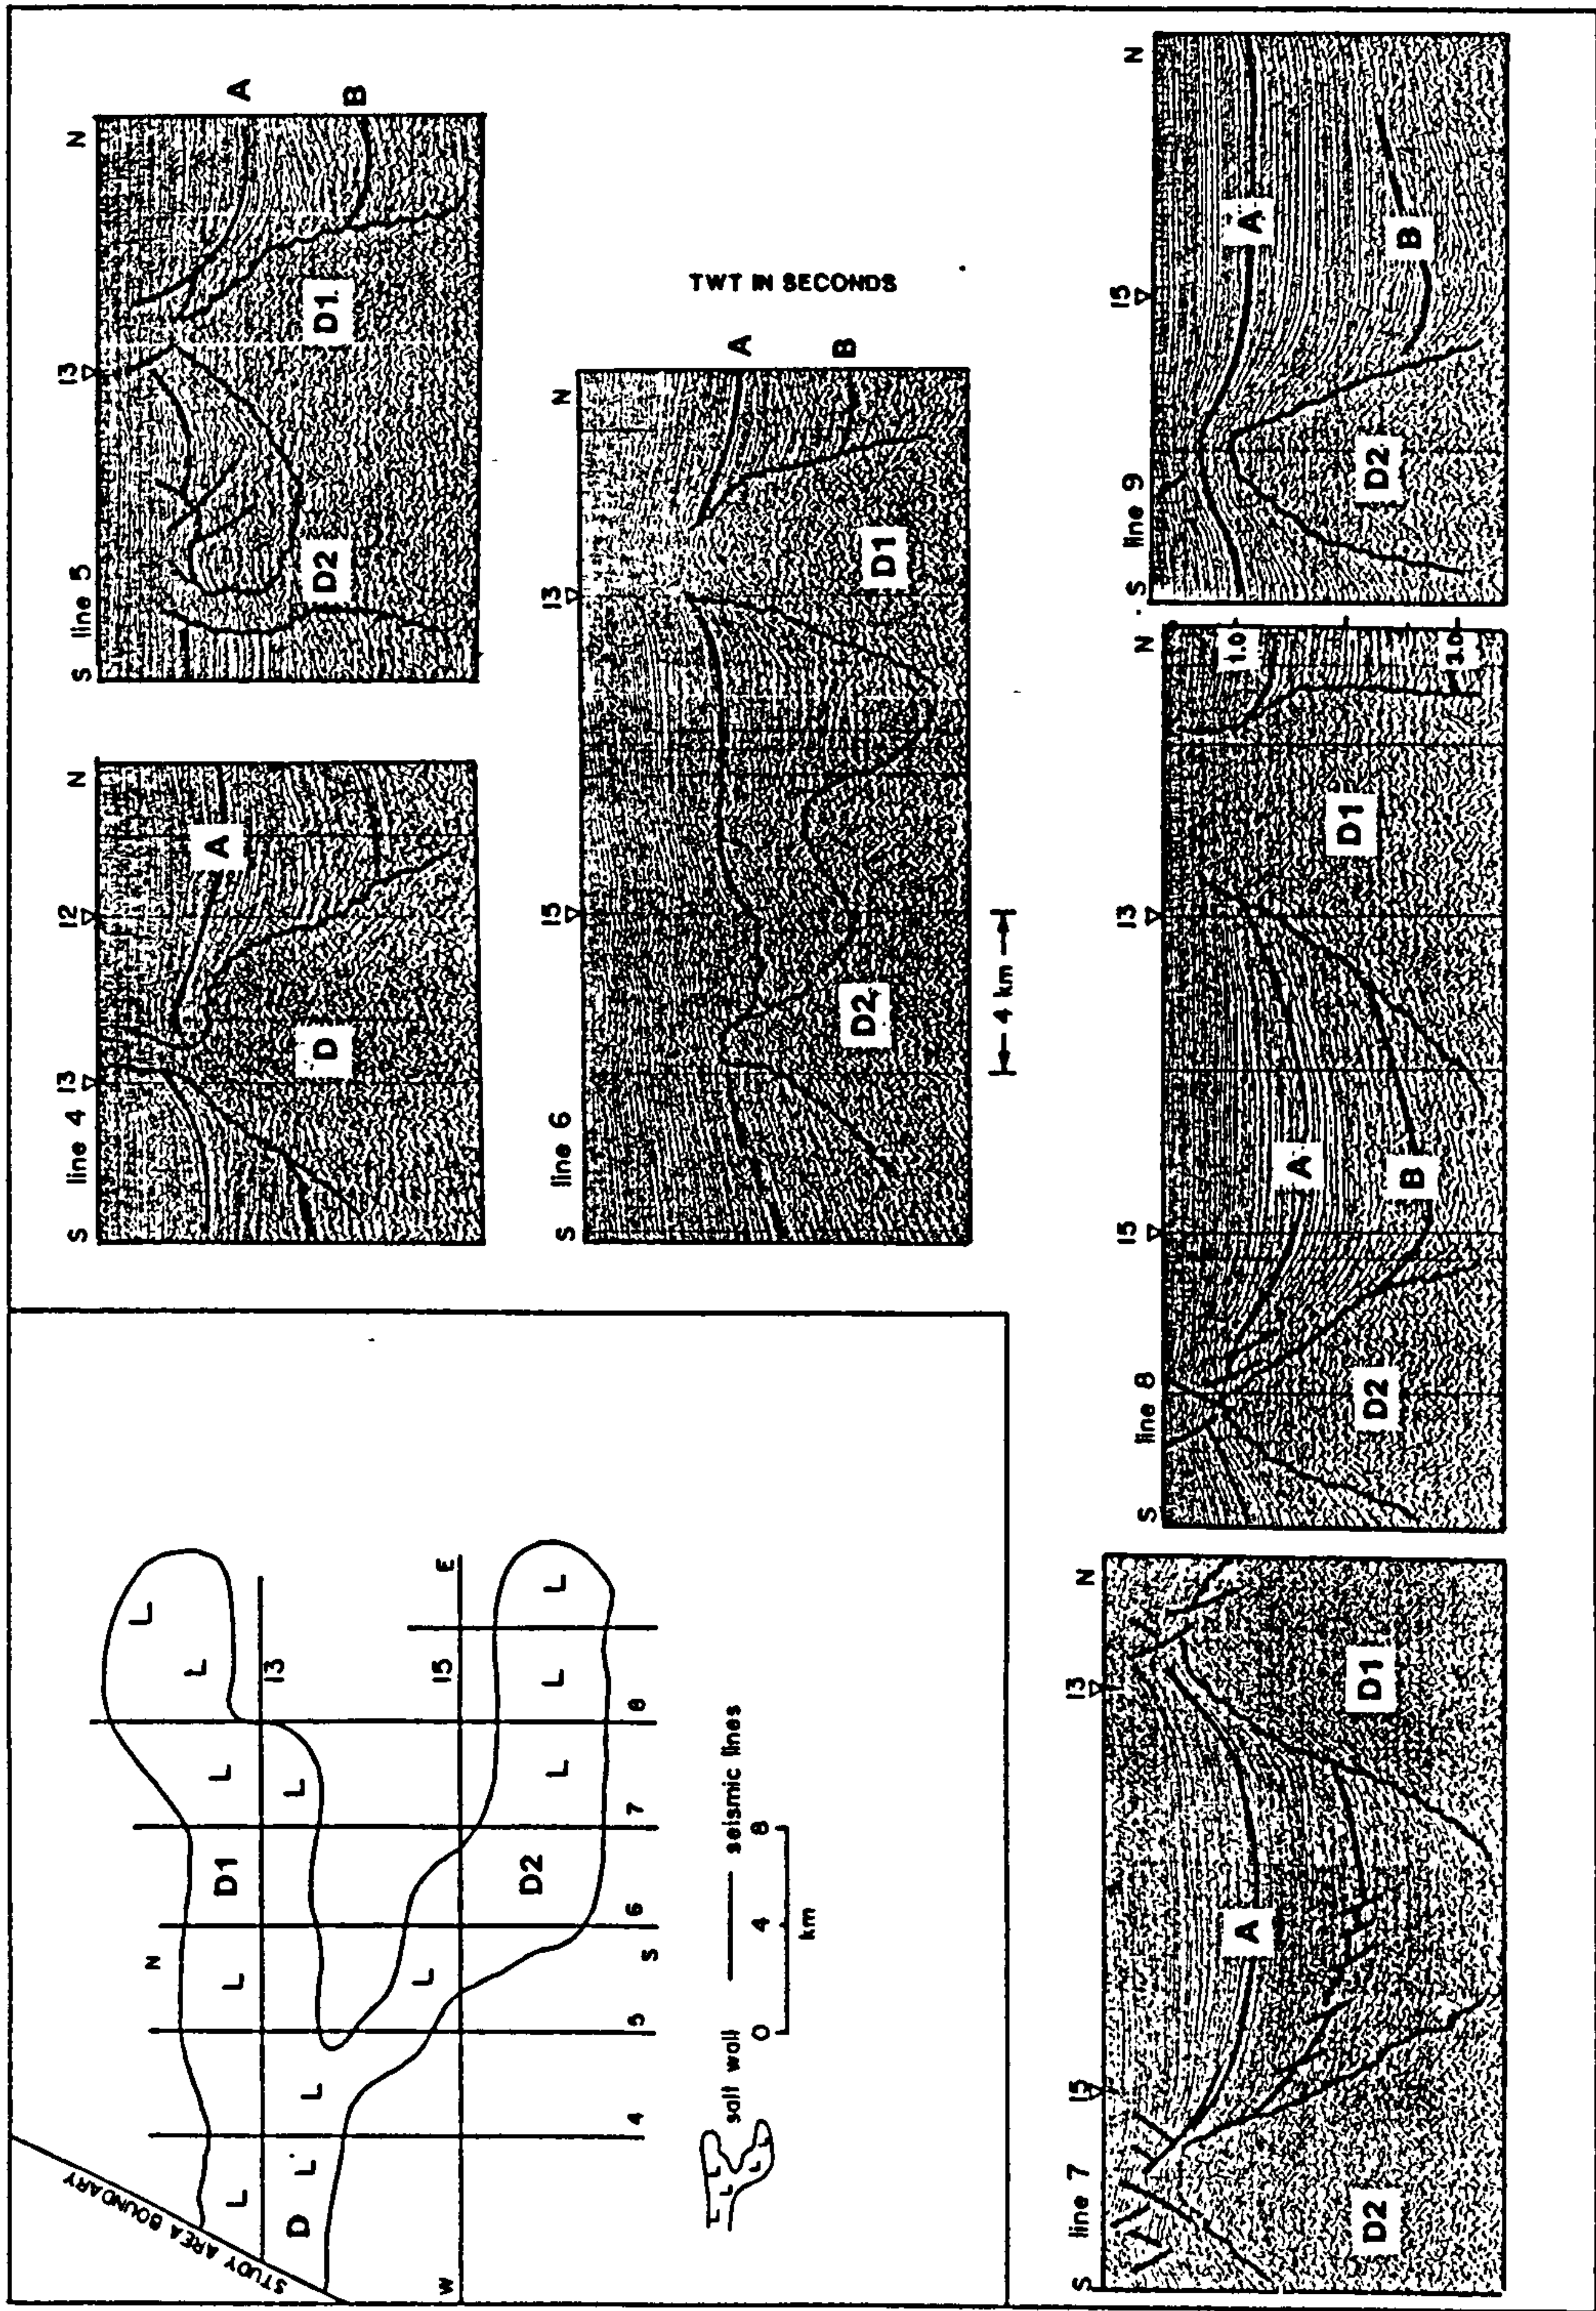 STUDY AREA BOUNDARY
N
L
L
L
13
L
L
D1
L
L
L
D
L
L
15
E
W
L
D2
L
L
L
4
5
S
6
7
8
salt wall
seismic lines
0 4 8
km
S line 4 13 12 N
A
D
S line 5 13 N
A
B
D1
D2
S line 6 15 13 N
A
B
D1
D2
4 km
TWT IN SECONDS
S line 7 15 13 N
A
D1
D2
S line 8 15 13 N
1.0
3.0
A
B
D1
D2
S line 9 15 N
A
B
D2